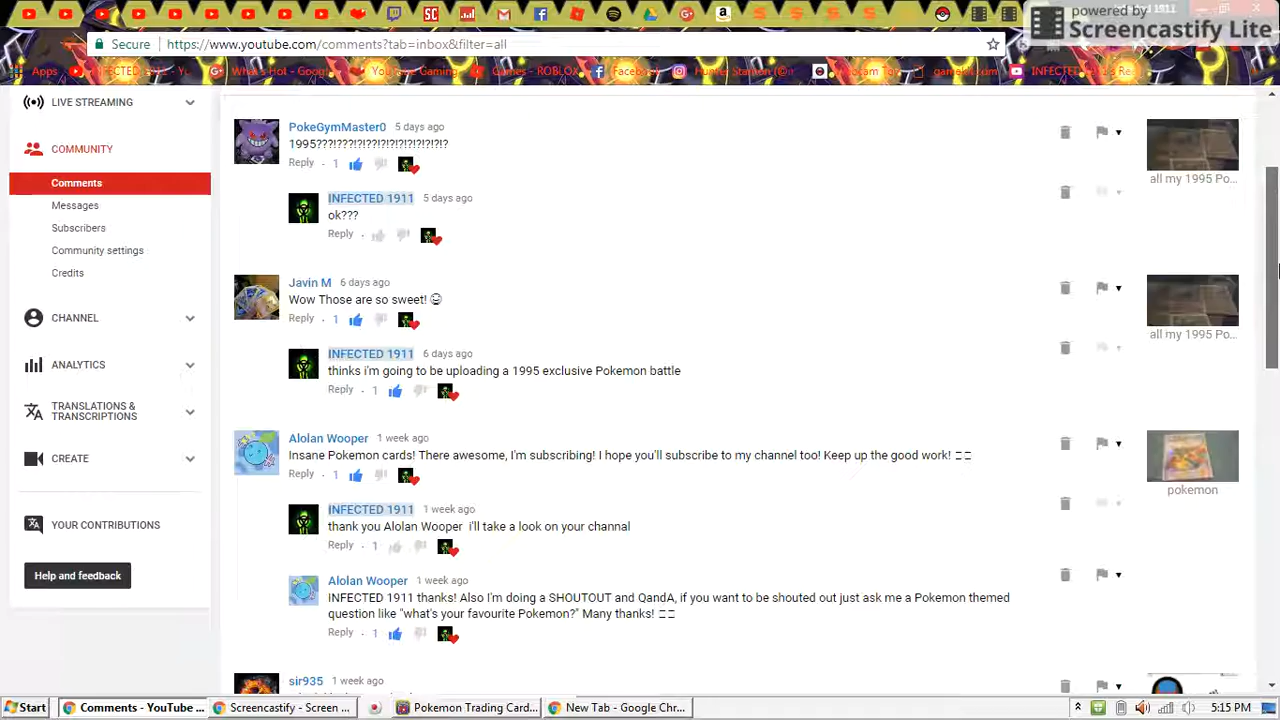 powered by
Screencastify Lite
Secure https://www.youtube.com/comments?tab=inbox&filter=all
Apps What's Hot - Goog Gaming Games - ROBLOX Facebook
LIVE STREAMING
COMMUNITY
Comments
Messages
Subscribers
Community settings
Credits
CHANNEL
ANALYTICS
TRANSLATIONS &
TRANSCRIPTIONS
CREATE
YOUR CONTRIBUTIONS
Help and feedback
PokeGymMaster0 5 days ago
1995???!???!?!??!?!?!?!?!?!?!?!?
Reply · 1
all my 1995 Po...
INFECTED 1911 5 days ago
ok???
Reply ·
Javin M 6 days ago
Wow Those are so sweet!
Reply · 1
all my 1995 Po...
INFECTED 1911 6 days ago
thinks i'm going to be uploading a 1995 exclusive Pokemon battle
Reply · 1
Alolan Wooper 1 week ago
Insane Pokemon cards! There awesome, I'm subscribing! I hope you'll subscribe to my channel too! Keep up the good work!
Reply · 1
pokemon
INFECTED 1911 1 week ago
thank you Alolan Wooper i'll take a look on your channal
Reply · 1
Alolan Wooper 1 week ago
INFECTED 1911 thanks! Also I'm doing a SHOUTOUT and QandA, if you want to be shouted out just ask me a Pokemon themed
question like "what's your favourite Pokemon?" Many thanks!
Reply · 1
sir935 1 week ago
Start Comments - YouTube ... Screencastify - Screen ... Pokemon Trading Card... New Tab - Google Chr... 5:15 PM